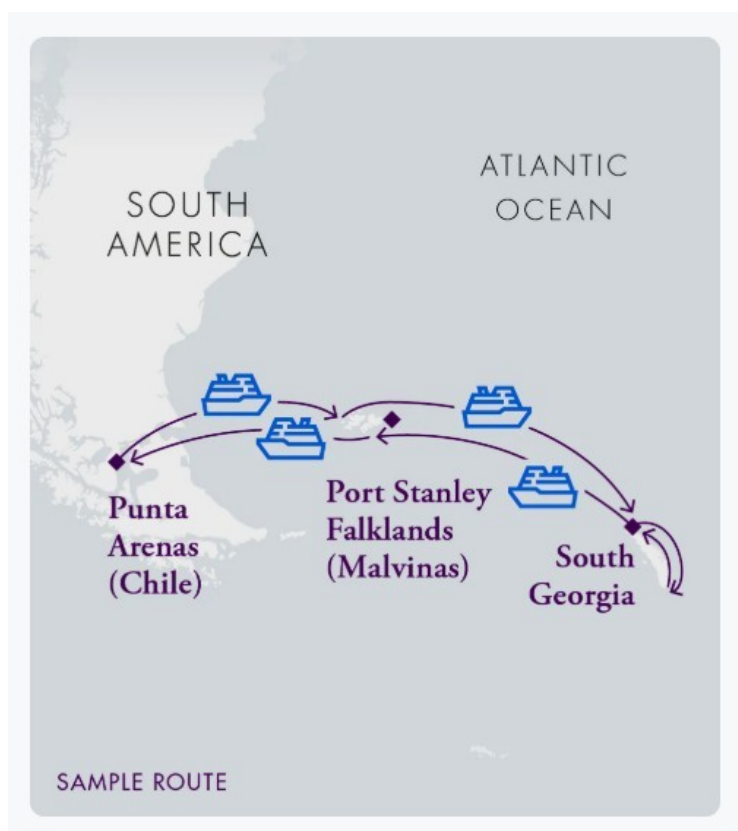 ATLANTIC
OCEAN
SOUTH
AMERICA
Port Stanley
Falklands
(Malvinas)
Punta
Arenas
(Chile)
South
Georgia
SAMPLE ROUTE